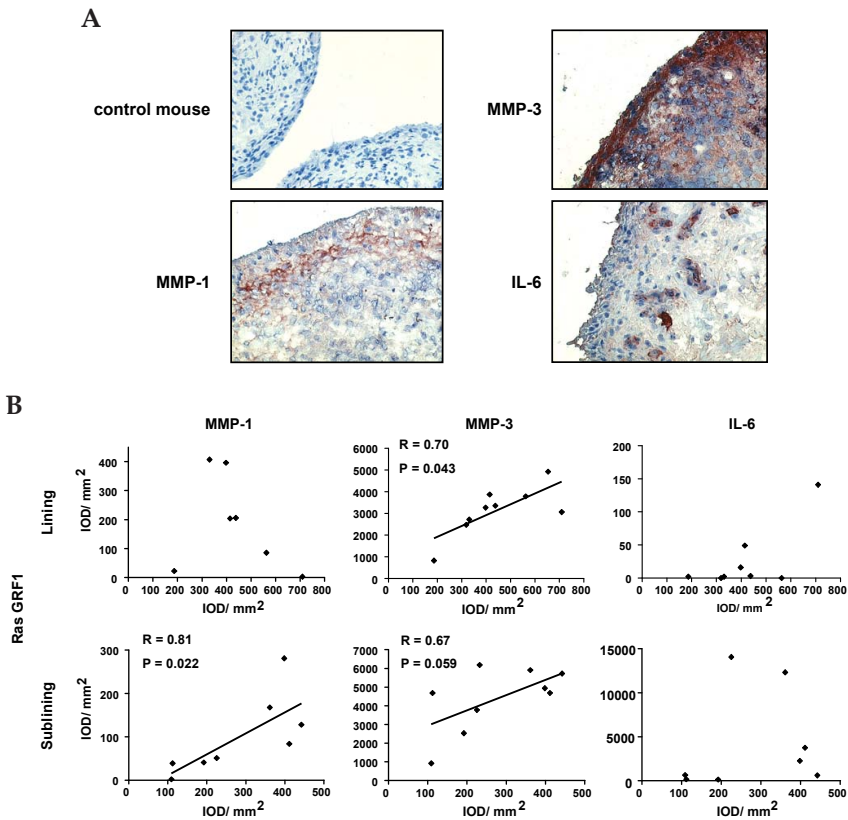 A
control mouse
MMP-3
MMP-1
IL-6
B
MMP-1
MMP-3
IL-6
Ras GRF1
Lining
IOD/ mm²
400
300
200
100
0
0 100 200 300 400 500 600 700 800
IOD/ mm²
R = 0.70
P = 0.043
6000
5000
4000
3000
2000
1000
0
0 100 200 300 400 500 600 700 800
IOD/ mm²
200
150
100
50
0
0 100 200 300 400 500 600 700 800
IOD/ mm²
Sublining
IOD/ mm²
R = 0.81
P = 0.022
300
200
100
0
0 100 200 300 400 500
IOD/ mm²
R = 0.67
P = 0.059
7000
6000
5000
4000
3000
2000
1000
0
0 100 200 300 400 500
IOD/ mm²
15000
10000
5000
0
0 100 200 300 400 500
IOD/ mm²